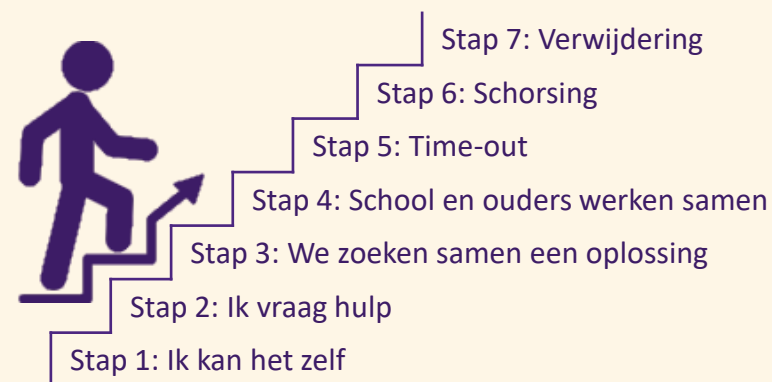 Stap 7: Verwijdering
Stap 6: Schorsing
Stap 5: Time-out
Stap 4: School en ouders werken samen
Stap 3: We zoeken samen een oplossing
Stap 2: Ik vraag hulp
Stap 1: Ik kan het zelf